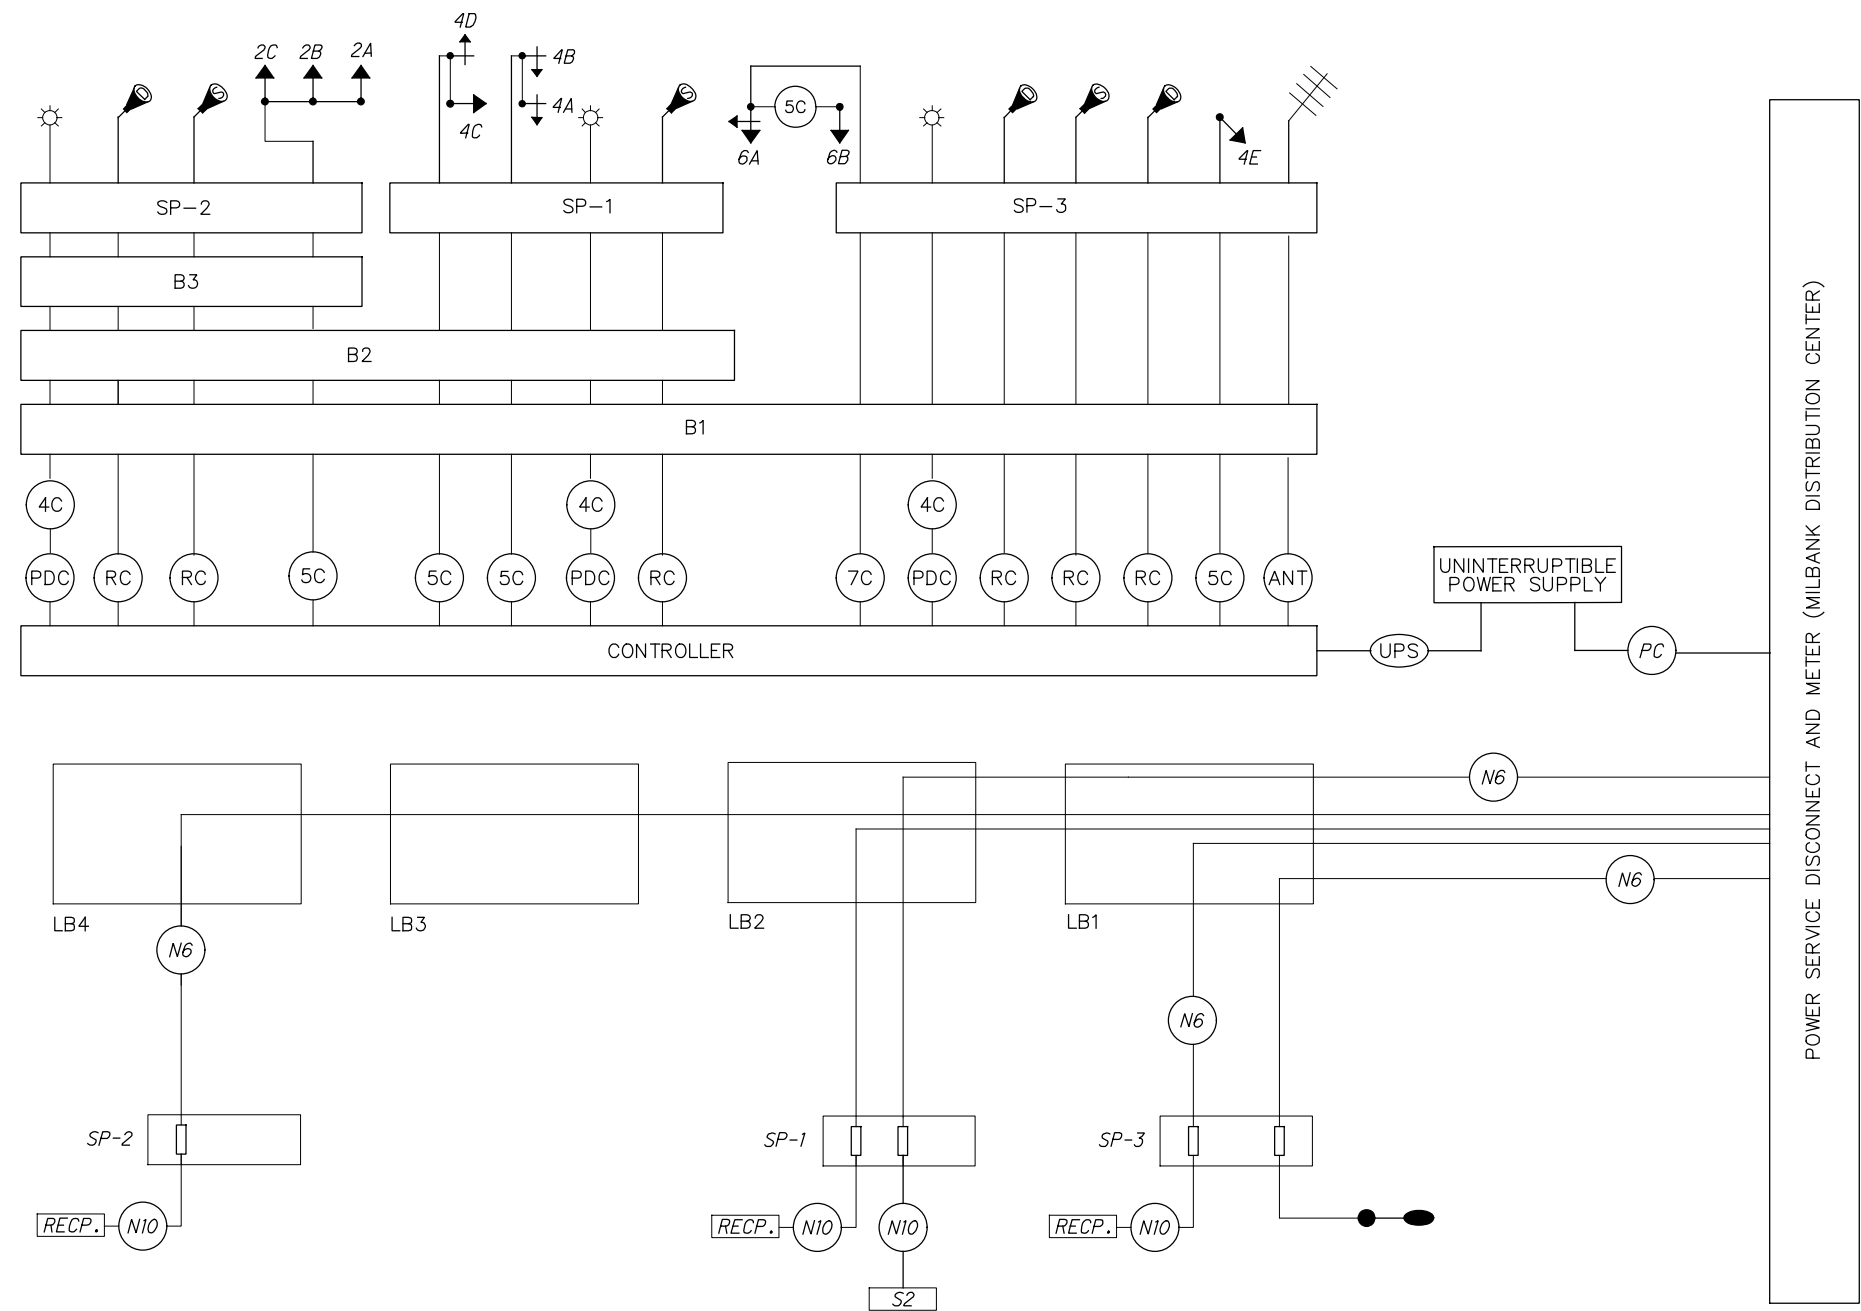 4D
2C 2B 2A
4B
D S
4A S
4C
5C
D S D
6A 6B
4E
SP-2 SP-1 SP-3
B3
B2
B1
4C 4C 4C
PDC RC RC 5C 5C 5C PDC RC 7C PDC RC RC RC 5C ANT
UNINTERRUPTIBLE
POWER SUPPLY
CONTROLLER
UPS
PC
POWER SERVICE DISCONNECT AND METER (MILBANK DISTRIBUTION CENTER)
N6
N6
LB4 LB3 LB2 LB1
N6
N6
SP-2 SP-1 SP-3
RECP. N10 RECP. N10 N10 RECP. N10
S2